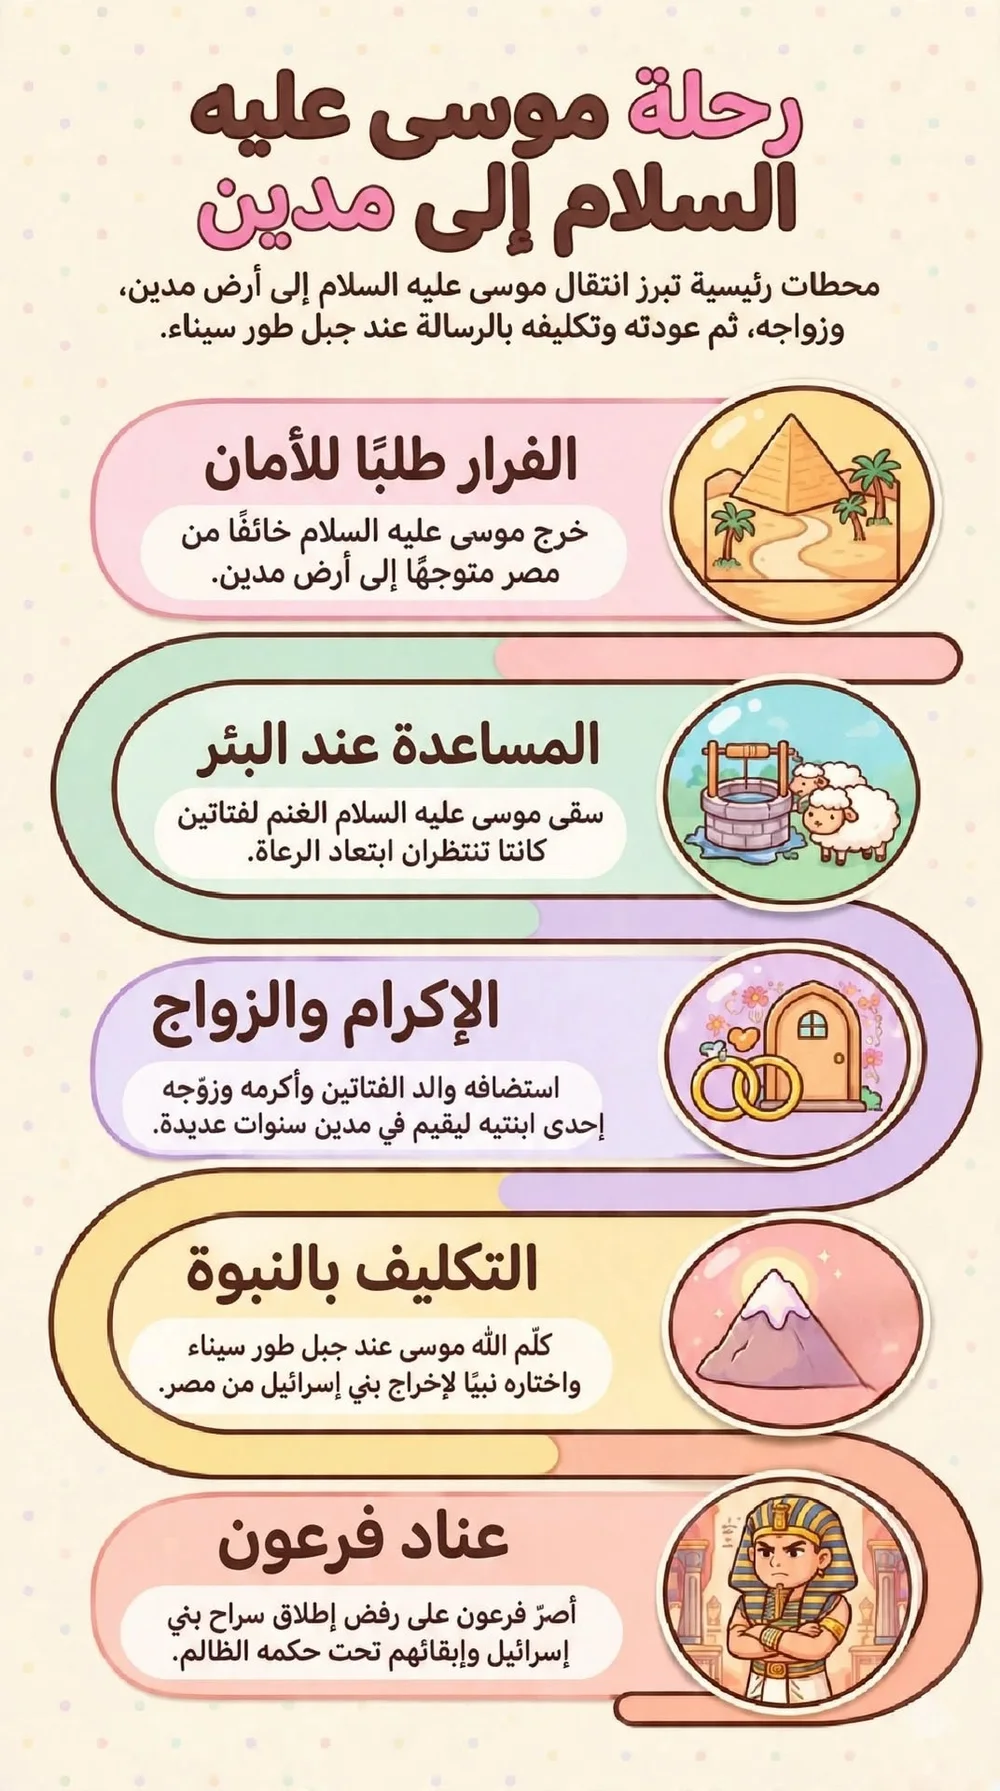 رحلة موسى عليه
السلام إلى مدين
محطات رئيسية تبرز انتقال موسى عليه السلام إلى أرض مدين،
وزواجه، ثم عودته وتكليفه بالرسالة عند جبل طور سيناء.
الفرار طلبًا للأمان
خرج موسى عليه السلام خائفًا من
مصر متوجهًا إلى أرض مدين.
المساعدة عند البئر
سقى موسى عليه السلام الغنم لفتاتين
كانتا تنتظران ابتعاد الرعاة.
الإكرام والزواج
استضافه والد الفتاتين وأكرمه وزوّجه
إحدى ابنتيه ليقيم في مدين سنوات عديدة.
التكليف بالنبوة
كلّم الله موسى عند جبل طور سيناء
واختاره نبيًا لإخراج بني إسرائيل من مصر.
عناد فرعون
أصرّ فرعون على رفض إطلاق سراح بني
إسرائيل وإبقائهم تحت حكمه الظالم.